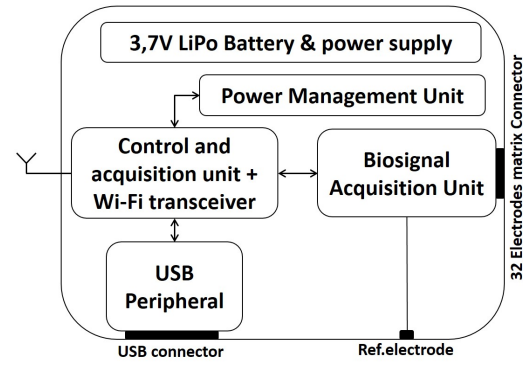 3,7V LiPo Battery & power supply
Power Management Unit
Control and
acquisition unit +
Wi-Fi transceiver
Biosignal
Acquisition Unit
32 Electrodes matrix Connector
USB
Peripheral
USB connector
Ref.electrode